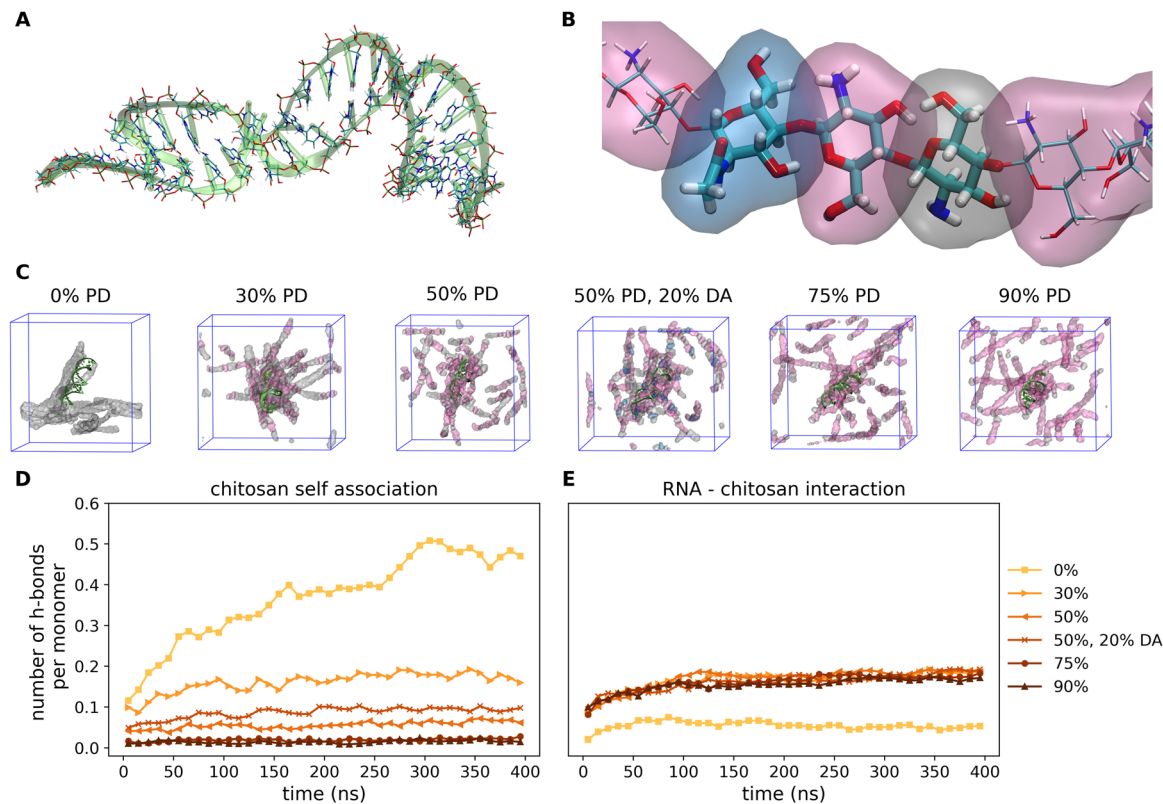 A
B
C
0% PD
30% PD
50% PD
50% PD, 20% DA
75% PD
90% PD
D
chitosan self association
number of h-bonds
per monomer
0.6
0.5
0.4
0.3
0.2
0.1
0.0
0
50
100
150
200
250
300
350
400
time (ns)
E
RNA - chitosan interaction
0
50
100
150
200
250
300
350
400
time (ns)
0%
30%
50%
50%, 20% DA
75%
90%